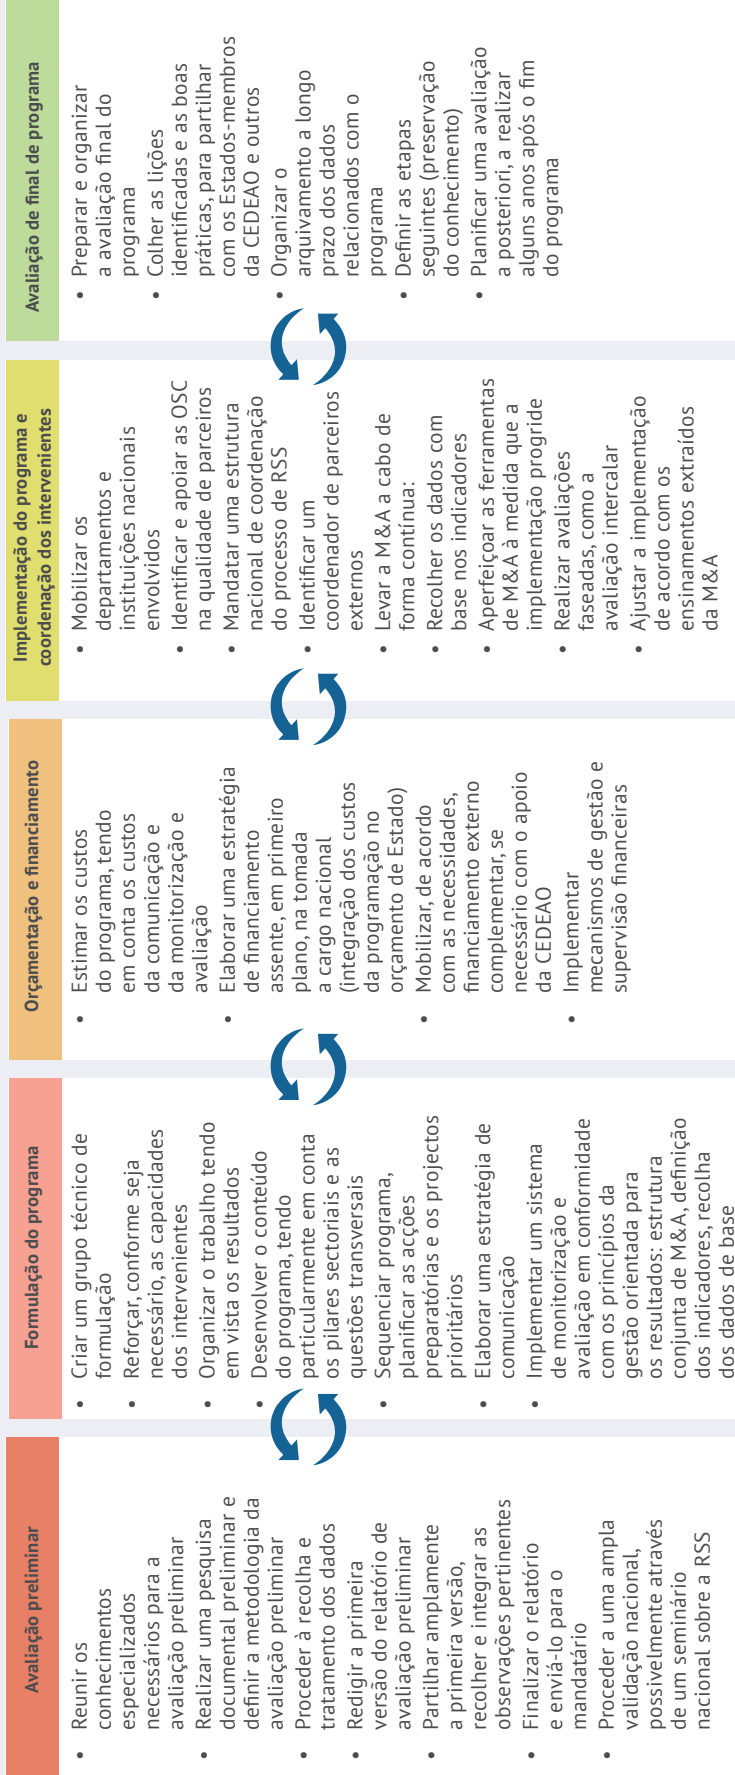 Avaliação preliminar
• Reunir os
conhecimentos
especializados
necessários para a
avaliação preliminar
• Realizar uma pesquisa
documental preliminar e
definir a metodologia da
avaliação preliminar
• Proceder à recolha e
tratamento dos dados
• Redigir a primeira
versão do relatório de
avaliação preliminar
• Partilhar amplamente
a primeira versão,
recolher e integrar as
observações pertinentes
• Finalizar o relatório
e enviá-lo para o
mandatário
• Proceder a uma ampla
validação nacional,
possivelmente através
de um seminário
nacional sobre a RSS
Formulação do programa
• Criar um grupo técnico de
formulação
• Reforçar, conforme seja
necessário, as capacidades
dos intervenientes
• Organizar o trabalho tendo
em vista os resultados
• Desenvolver o conteúdo
do programa, tendo
particularmente em conta
os pilares sectoriais e as
questões transversais
• Sequenciar programa,
planificar as acções
preparatórias e os projectos
prioritários
• Elaborar uma estratégia de
comunicação
• Implementar um sistema
de monitorização e
avaliação em conformidade
com os princípios da
gestão orientada para
os resultados: estrutura
conjunta de M&A, definição
dos indicadores, recolha
dos dados de base
Orçamentação e financiamento
• Estimar os custos
do programa, tendo
em conta os custos
da comunicação e
da monitorização e
avaliação
• Elaborar uma estratégia
de financiamento
assente, em primeiro
plano, na tomada
a cargo nacional
(integração dos custos
da programação no
orçamento de Estado)
• Mobilizar, de acordo
com as necessidades,
financiamento externo
complementar, se
necessário com o apoio
da CEDEAO
• Implementar
mecanismos de gestão e
supervisão financeiras
Implementação do programa e
coordenação dos intervenientes
• Mobilizar os
departamentos e
instituições nacionais
envolvidos
• Identificar e apoiar as OSC
na qualidade de parceiros
• Mandatar uma estrutura
nacional de coordenação
do processo de RSS
• Identificar um
coordenador de parceiros
externos
• Levar a M&A a cabo de
forma contínua:
• Recolher os dados com
base nos indicadores
• Aperfeiçoar as ferramentas
de M&A à medida que a
implementação progride
• Realizar avaliações
faseadas, como a
avaliação intercalar
• Ajustar a implementação
de acordo com os
ensinamentos extraídos
da M&A
Avaliação de final de programa
• Preparar e organizar
a avaliação final do
programa
• Colher as lições
identificadas e as boas
práticas, para partilhar
com os Estados-membros
da CEDEAO e outros
• Organizar o
arquivamento a longo
prazo dos dados
relacionados com o
programa
• Definir as etapas
seguintes (preservação
do conhecimento)
• Planificar uma avaliação
a posteriori, a realizar
alguns anos após o fim
do programa